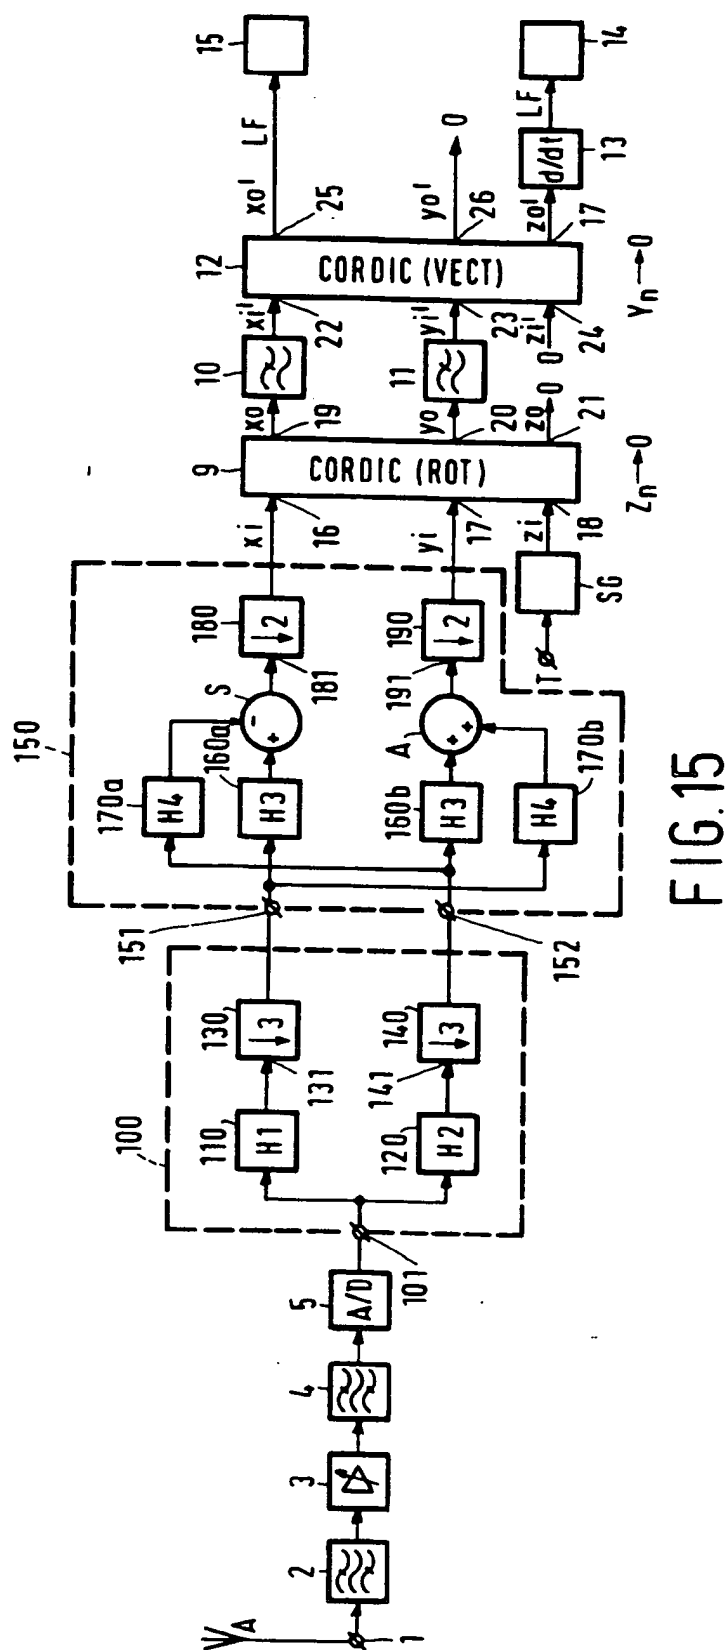 A
1
2
3
4
5
A/D
101
100
110
H1
131
130
↓3
120
H2
141
140
↓3
151
152
150
170a
H4
160a
H3
S
-
+
181
180
↓2
160b
H3
A
+
+
191
190
↓2
H4
170b
T
SG
xi
16
yi
17
zi
18
9
CORDIC (ROT)
Zn→0
xo
19
yo
20
zo
0
21
10
11
xi'
22
yi'
23
0
zi'
24
12
CORDIC (VECT)
Yn→0
xo'
25
LF
15
yo'
26
0
zo'
17
d/dt
13
LF
14
FIG.15